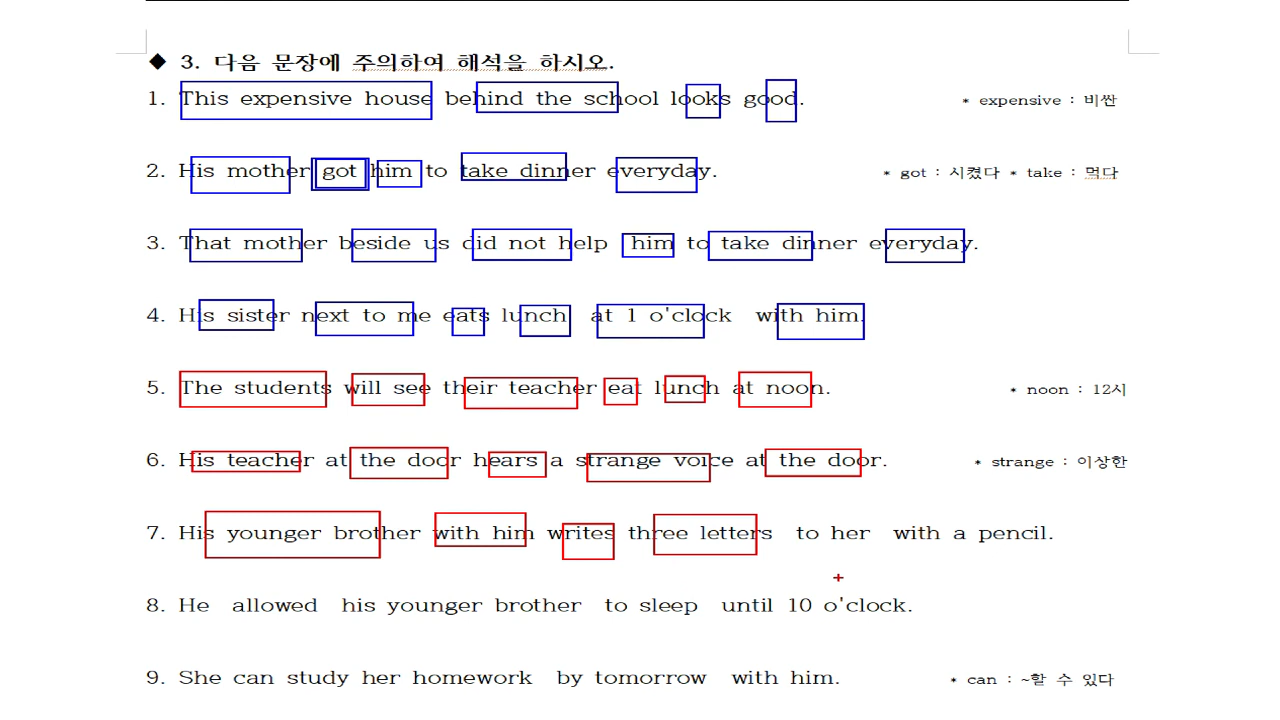 ◆ 3. 다음 문장에 주의하여 해석을 하시오.
1. This expensive house behind the school looks good. * expensive : 비싼
2. His mother got him to take dinner everyday. * got : 시켰다 * take : 먹다
3. That mother beside us did not help him to take dinner everyday.
4. His sister next to me eats lunch at 1 o'clock with him.
5. The students will see their teacher eat lunch at noon. * noon : 12시
6. His teacher at the door hears a strange voice at the door. * strange : 이상한
7. His younger brother with him writes three letters to her with a pencil.
8. He allowed his younger brother to sleep until 10 o'clock.
9. She can study her homework by tomorrow with him. * can : ~할 수 있다